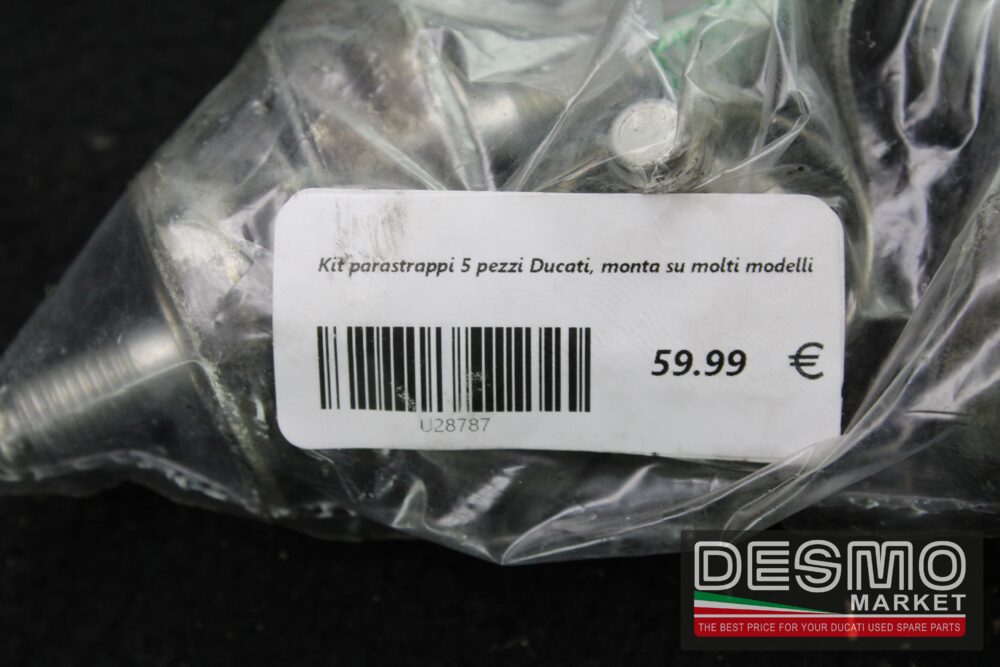 Kit parastrappi 5 pezzi Ducati, monta su molti modelli
59.99 €
U28787
DESMO
MARKET
THE BEST PRICE FOR YOUR DUCATI USED SPARE PARTS